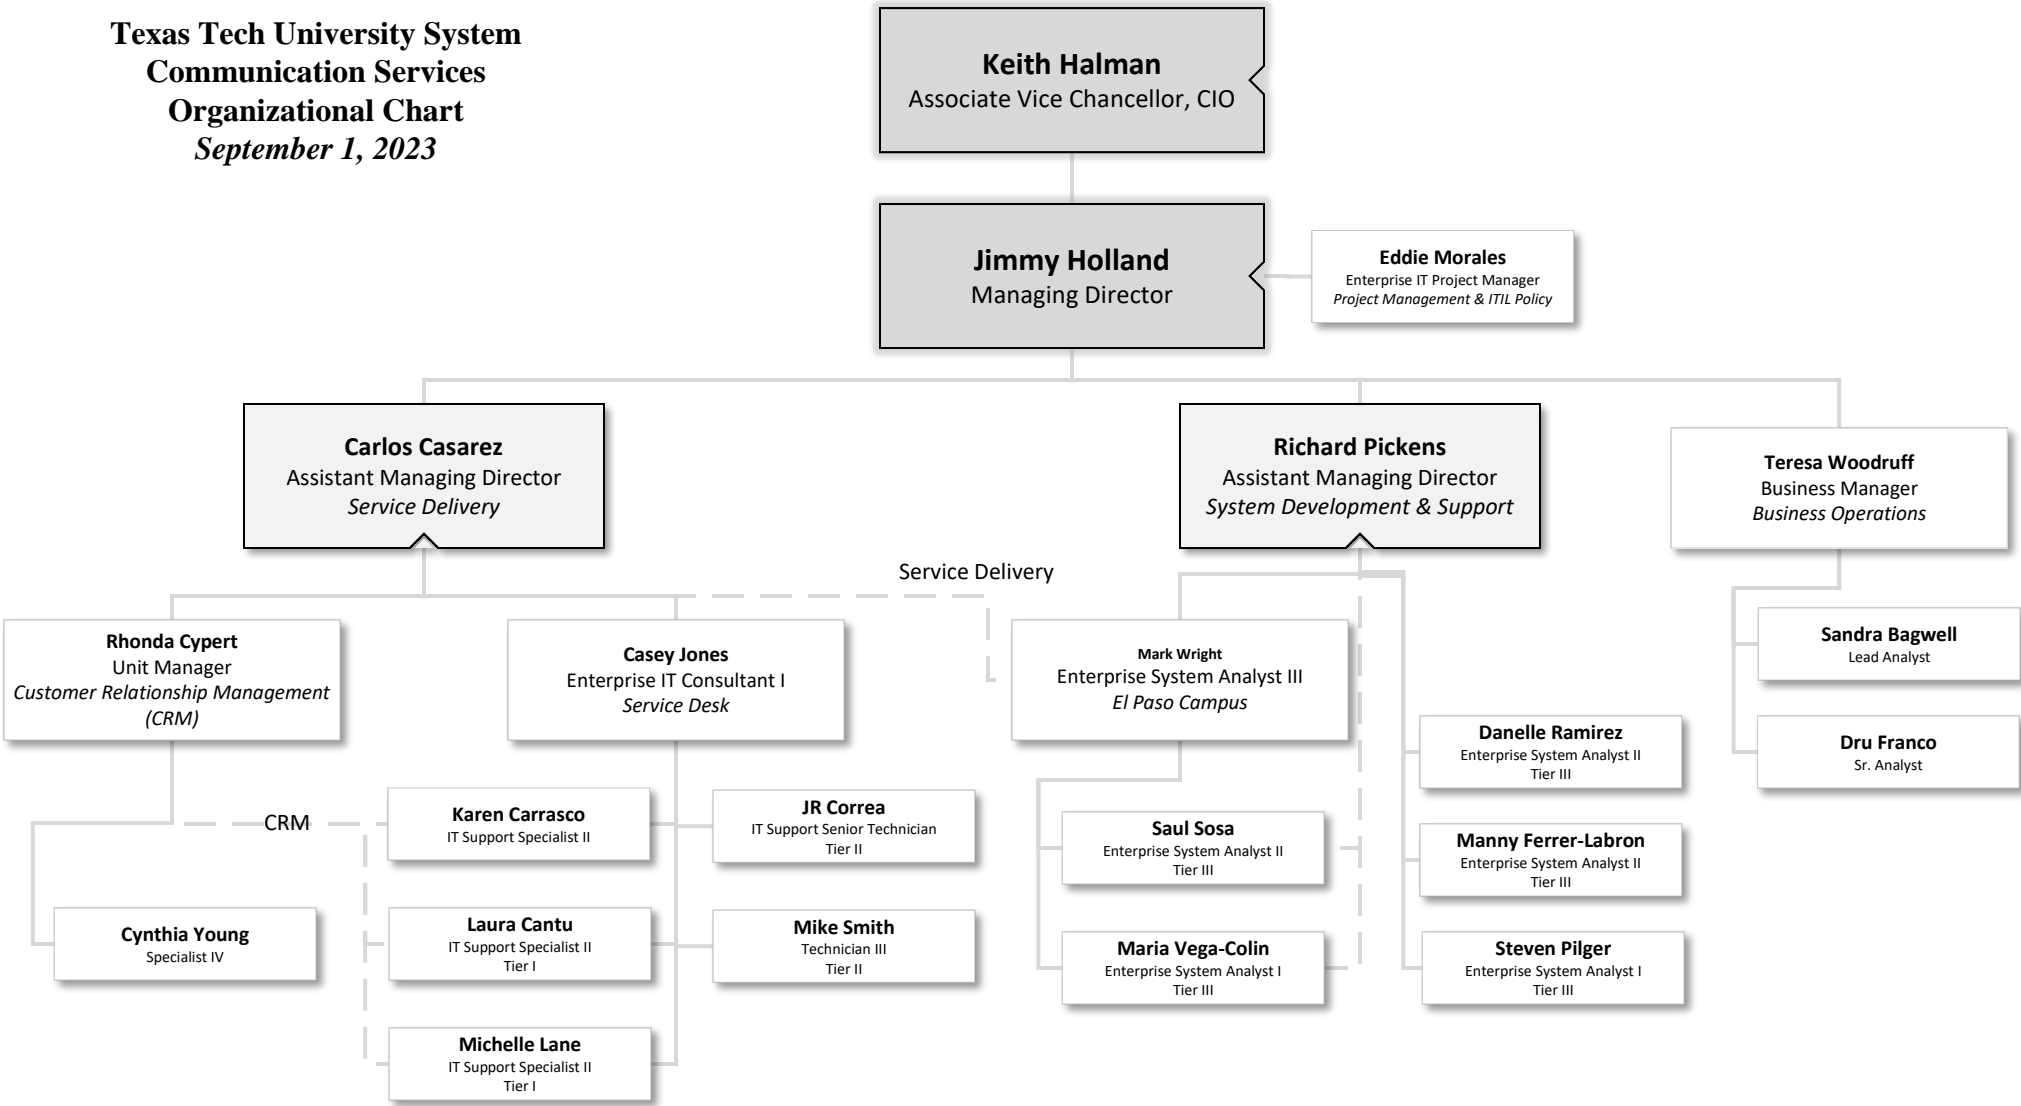 Texas Tech University System
Communication Services
Organizational Chart
September 1, 2023
Keith Halman
Associate Vice Chancellor, CIO
Jimmy Holland
Managing Director
Eddie Morales
Enterprise IT Project Manager
Project Management & ITIL Policy
Carlos Casarez
Assistant Managing Director
Service Delivery
Richard Pickens
Assistant Managing Director
System Development & Support
Teresa Woodruff
Business Manager
Business Operations
Service Delivery
Rhonda Cypert
Unit Manager
Customer Relationship Management
(CRM)
Casey Jones
Enterprise IT Consultant I
Service Desk
Mark Wright
Enterprise System Analyst III
El Paso Campus
Sandra Bagwell
Lead Analyst
Dru Franco
Sr. Analyst
Danelle Ramirez
Enterprise System Analyst II
Tier III
CRM
Karen Carrasco
IT Support Specialist II
JR Correa
IT Support Senior Technician
Tier II
Saul Sosa
Enterprise System Analyst II
Tier III
Manny Ferrer-Labron
Enterprise System Analyst II
Tier III
Cynthia Young
Specialist IV
Laura Cantu
IT Support Specialist II
Tier I
Mike Smith
Technician III
Tier II
Maria Vega-Colin
Enterprise System Analyst I
Tier III
Steven Pilger
Enterprise System Analyst I
Tier III
Michelle Lane
IT Support Specialist II
Tier I